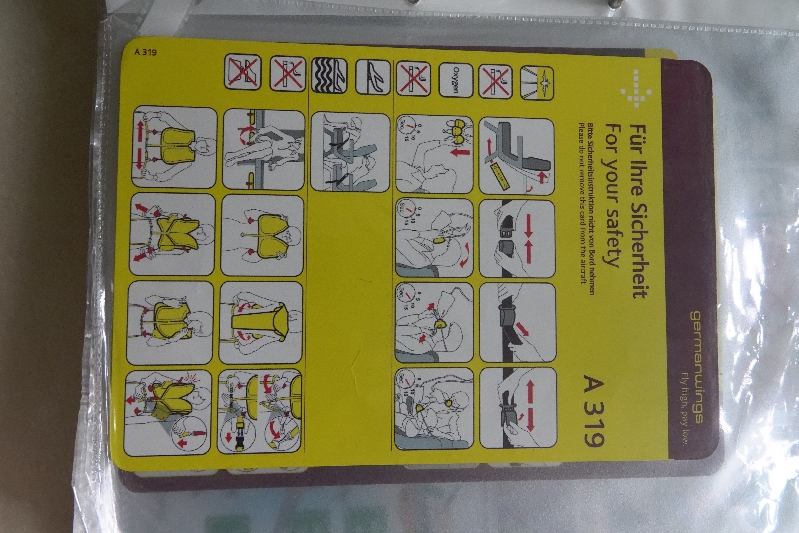 germanwings
Fly high, pay low.
Für Ihre Sicherheit
For your safety
A 319
Bitte Sicherheitsinstruktion nicht von Bord nehmen
Please do not remove this card from the aircraft
Oxygen
A 319